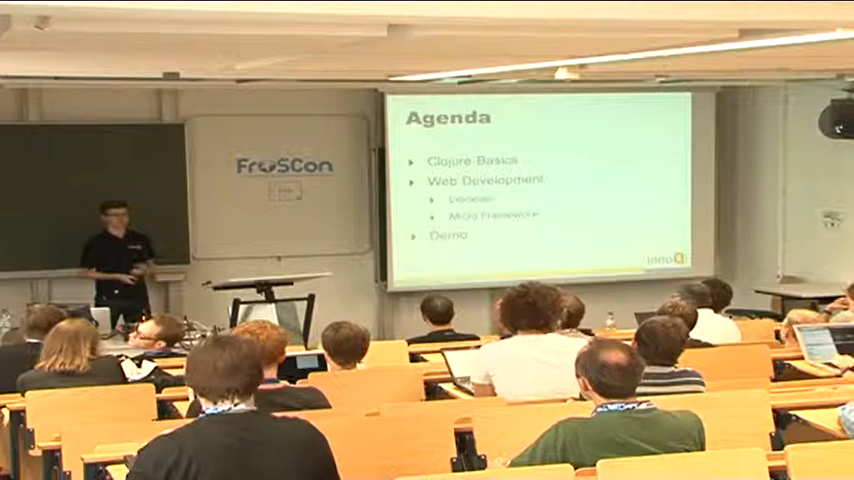 Agenda
FrOSCon
Clojure Basics
Web Development
Libraries
Micro Framework
Demo
innoQ